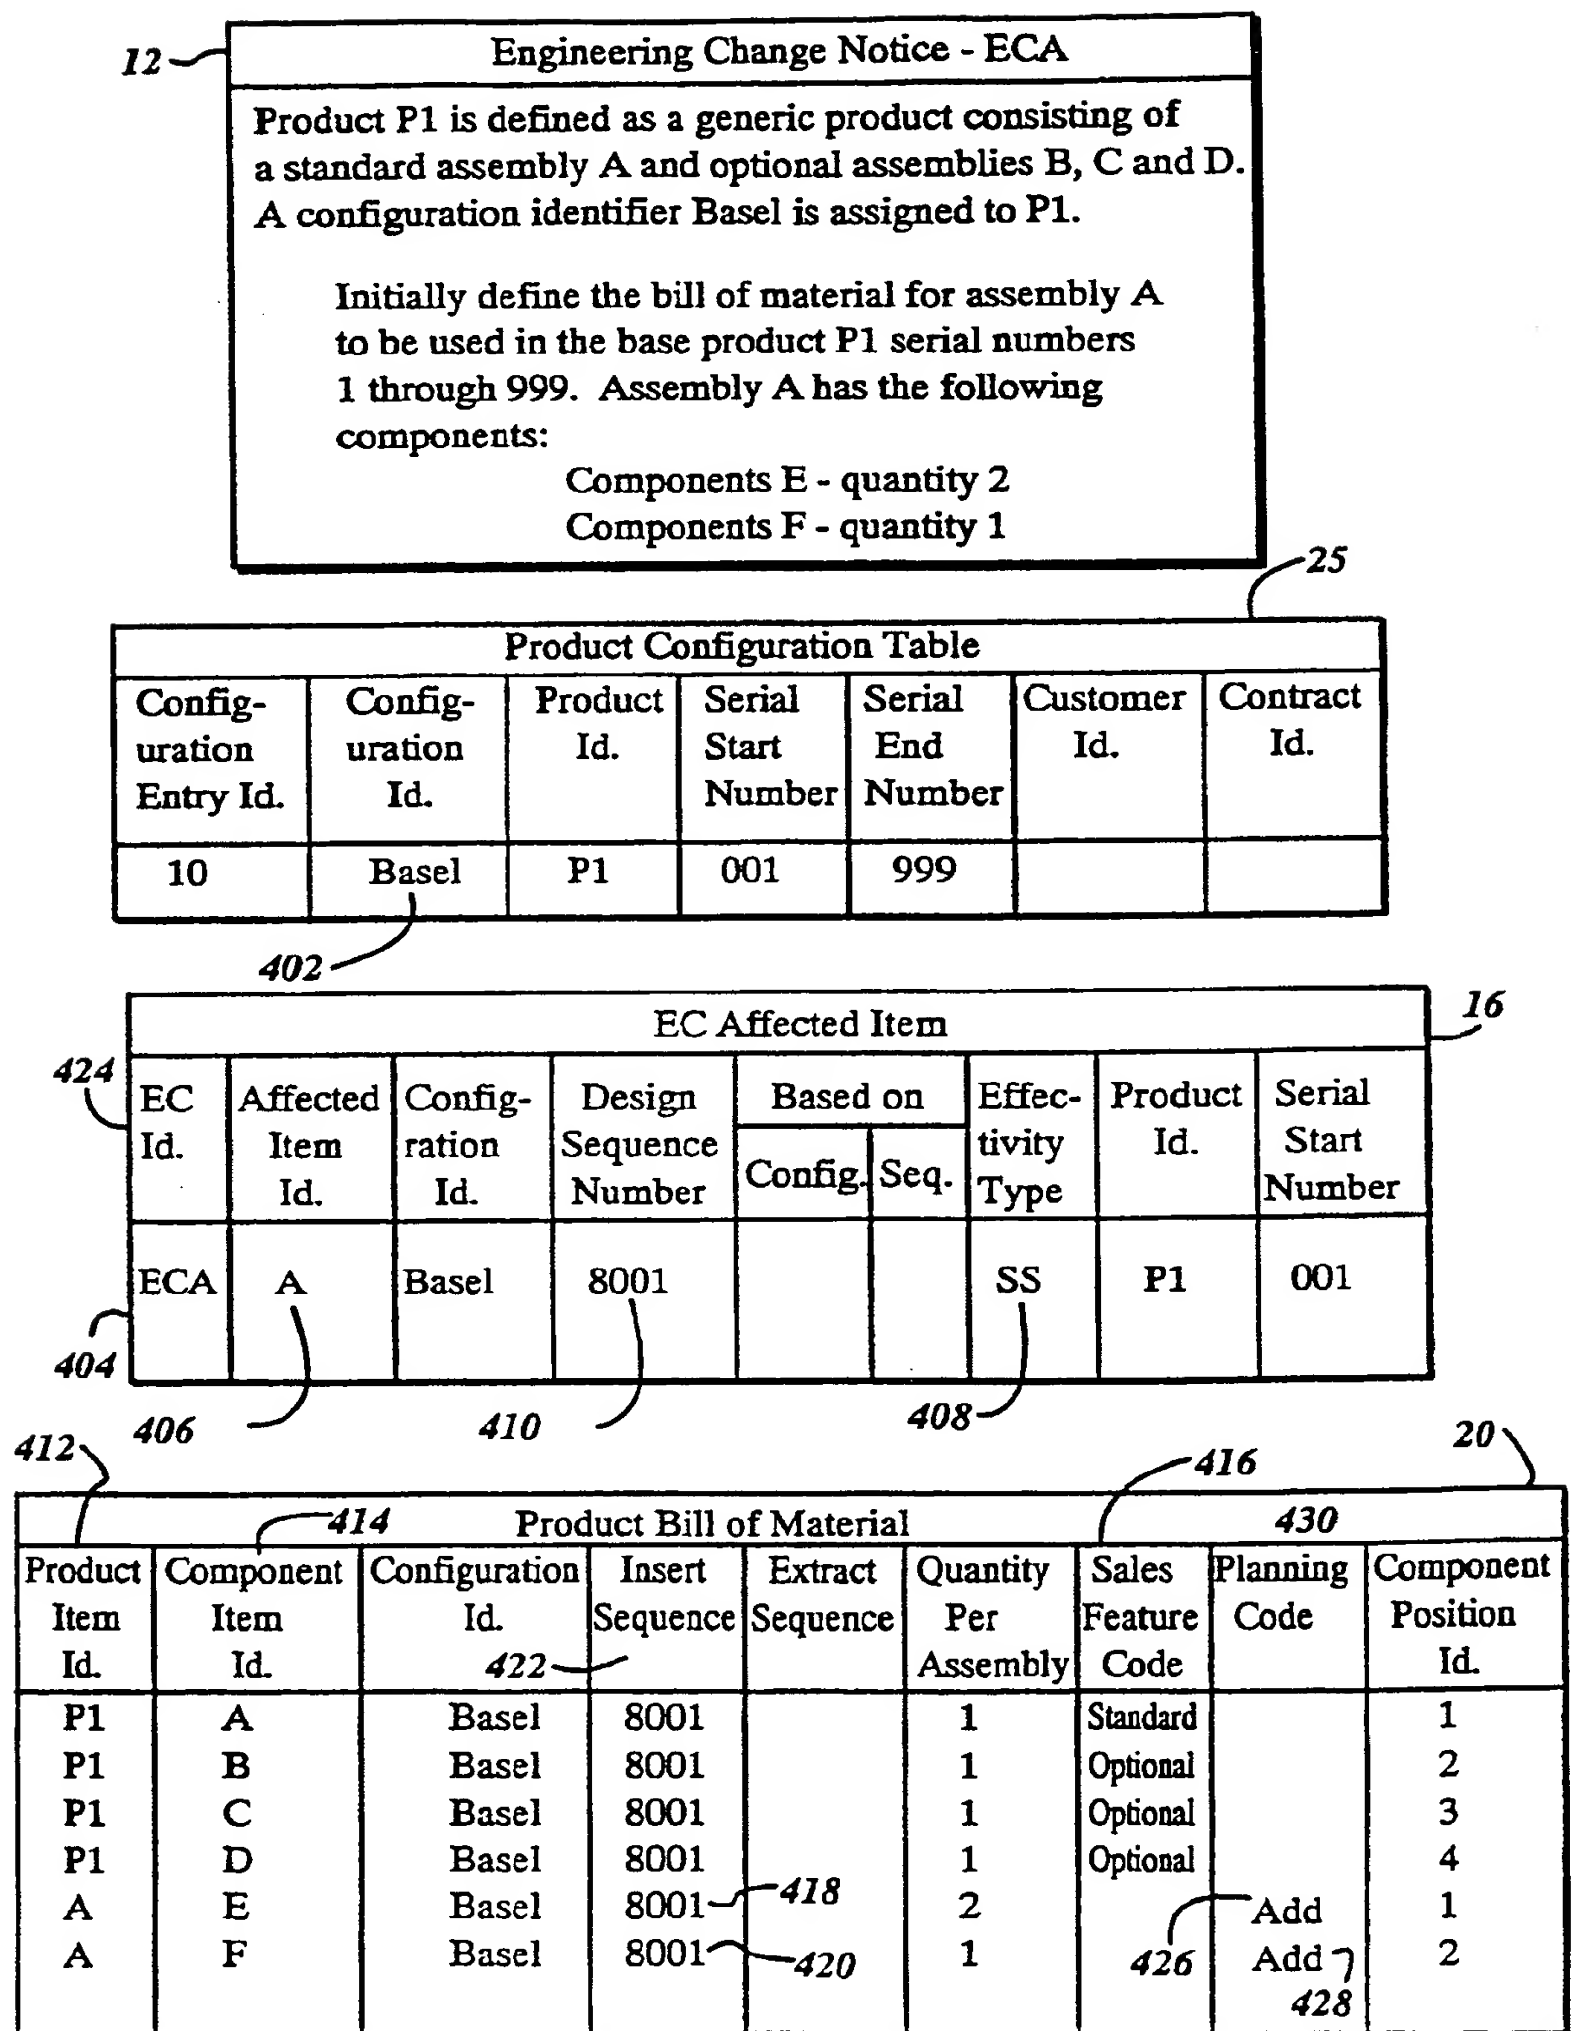 12
Engineering Change Notice - ECA
Product P1 is defined as a generic product consisting of
a standard assembly A and optional assemblies B, C and D.
A configuration identifier Basel is assigned to P1.
Initially define the bill of material for assembly A
to be used in the base product P1 serial numbers
1 through 999. Assembly A has the following
components:
Components E - quantity 2
Components F - quantity 1
25
Product Configuration Table
Config- Config- Product Serial Serial Customer Contract
uration uration Id. Start End Id. Id.
Entry Id. Id. Number Number
10 Basel P1 001 999
402
EC Affected Item
16
424
EC Affected Config- Design Based on Effec- Product Serial
Id. Item ration Sequence tivity Id. Start
Id. Id. Number Config. Seq. Type Number
ECA A Basel 8001 SS P1 001
404
406 410 408
412 416 20
414 Product Bill of Material 430
Product Component Configuration Insert Extract Quantity Sales Planning Component
Item Item Id. Sequence Sequence Per Feature Code Position
Id. Id. 422 Assembly Code Id.
P1 A Basel 8001 1 Standard 1
P1 B Basel 8001 1 Optional 2
P1 C Basel 8001 1 Optional 3
P1 D Basel 8001 1 Optional 4
A E Basel 8001 418 2 Add 1
A F Basel 8001 420 1 426 Add 2
428